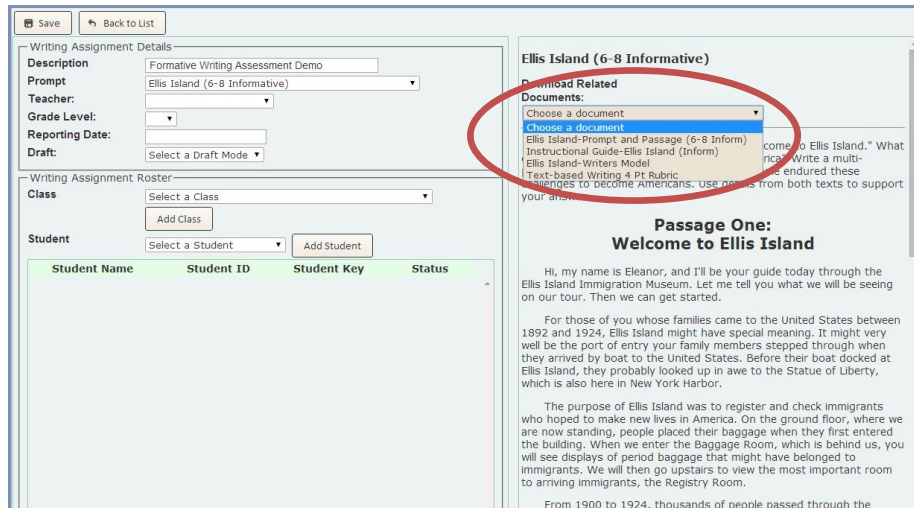 Save
Back to List
Writing Assignment Details
Description
Formative Writing Assessment Demo
Prompt
Ellis Island (6-8 Informative)
Teacher:
Grade Level:
Reporting Date:
Draft:
Select a Draft Mode
Writing Assignment Roster
Class
Select a Class
Add Class
Student
Select a Student
Add Student
Student Name Student ID Student Key Status
Ellis Island (6-8 Informative)
Download Related
Documents:
Choose a document
Choose a document
Ellis Island-Prompt and Passage (6-8 Inform)
Instructional Guide-Ellis Island (Inform)
Ellis Island-Writers Model
Text-based Writing 4 Pt Rubric
come to Ellis Island." What
Write a multi-
endured these
challenges to become Americans. Use details from both texts to support
your
Passage One:
Welcome to Ellis Island
Hi, my name is Eleanor, and I'll be your guide today through the
Ellis Island Immigration Museum. Let me tell you what we will be seeing
on our tour. Then we can get started.
For those of you whose families came to the United States between
1892 and 1924, Ellis Island might have special meaning. It might very
well be the port of entry your family members stepped through when
they arrived by boat to the United States. Before their boat docked at
Ellis Island, they probably looked up in awe to the Statue of Liberty,
which is also here in New York Harbor.
The purpose of Ellis Island was to register and check immigrants
who hoped to make new lives in America. On the ground floor, where we
are now standing, people placed their baggage when they first entered
the building. When we enter the Baggage Room, which is behind us, you
will see displays of period baggage that might have belonged to
immigrants. We will then go upstairs to view the most important room
to arriving immigrants, the Registry Room.
From 1900 to 1924, thousands of people passed through the